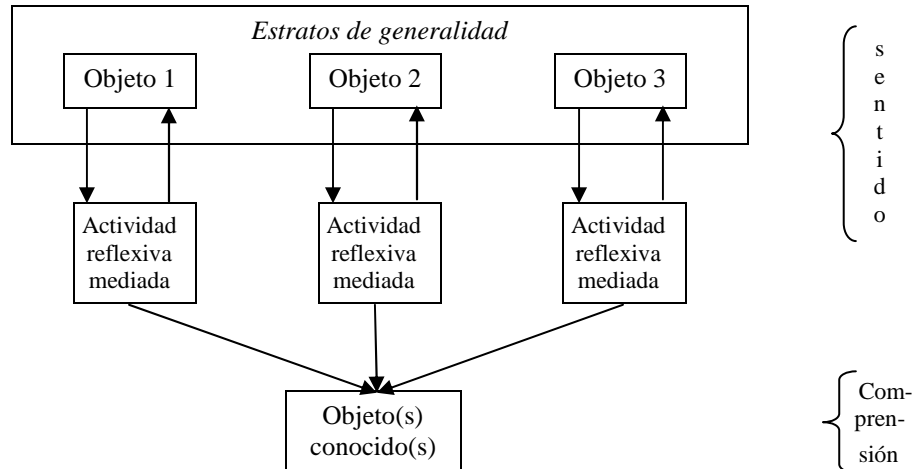 Estratos de generalidad
Objeto 1
Objeto 2
Objeto 3
Actividad
reflexiva
mediada
Actividad
reflexiva
mediada
Actividad
reflexiva
mediada
Objeto(s)
conocido(s)
s
e
n
t
i
d
o
Com-
pren-
sión